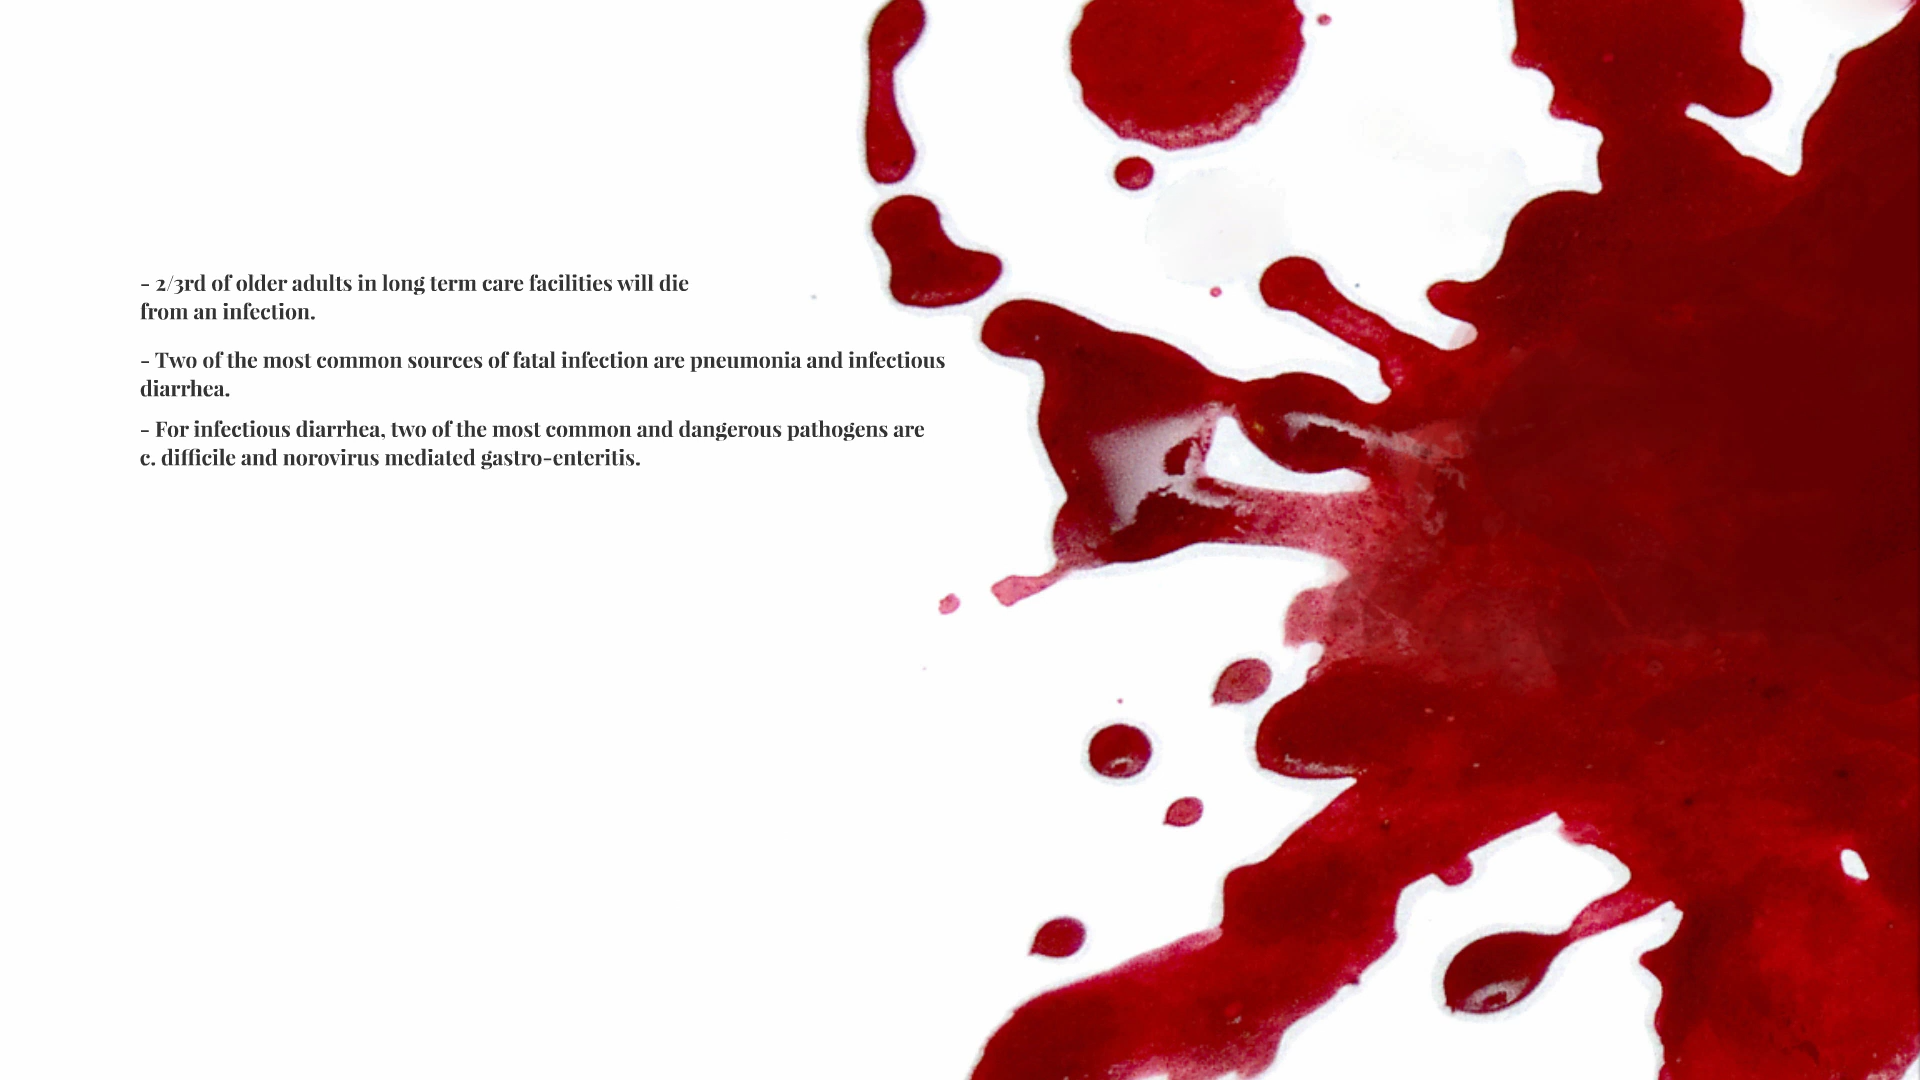 - 2/3rd of older adults in long term care facilities will die
from an infection.
- Two of the most common sources of fatal infection are pneumonia and infectious
diarrhea.
- For infectious diarrhea, two of the most common and dangerous pathogens are
c. difficile and norovirus mediated gastro-enteritis.